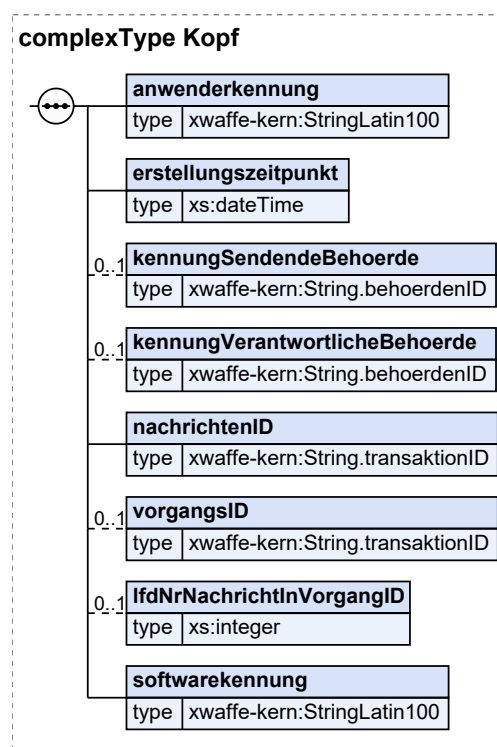 complexType Kopf
anwenderkennung
type xwaffe-kern:StringLatin100
erstellungszeitpunkt
type xs:dateTime
0..1 kennungSendendeBehoerde
type xwaffe-kern:String.behoerdenID
0..1 kennungVerantwortlicheBehoerde
type xwaffe-kern:String.behoerdenID
nachrichtenID
type xwaffe-kern:String.transaktionID
0..1 vorgangsID
type xwaffe-kern:String.transaktionID
0..1 lfdNrNachrichtInVorgangID
type xs:integer
softwarekennung
type xwaffe-kern:StringLatin100